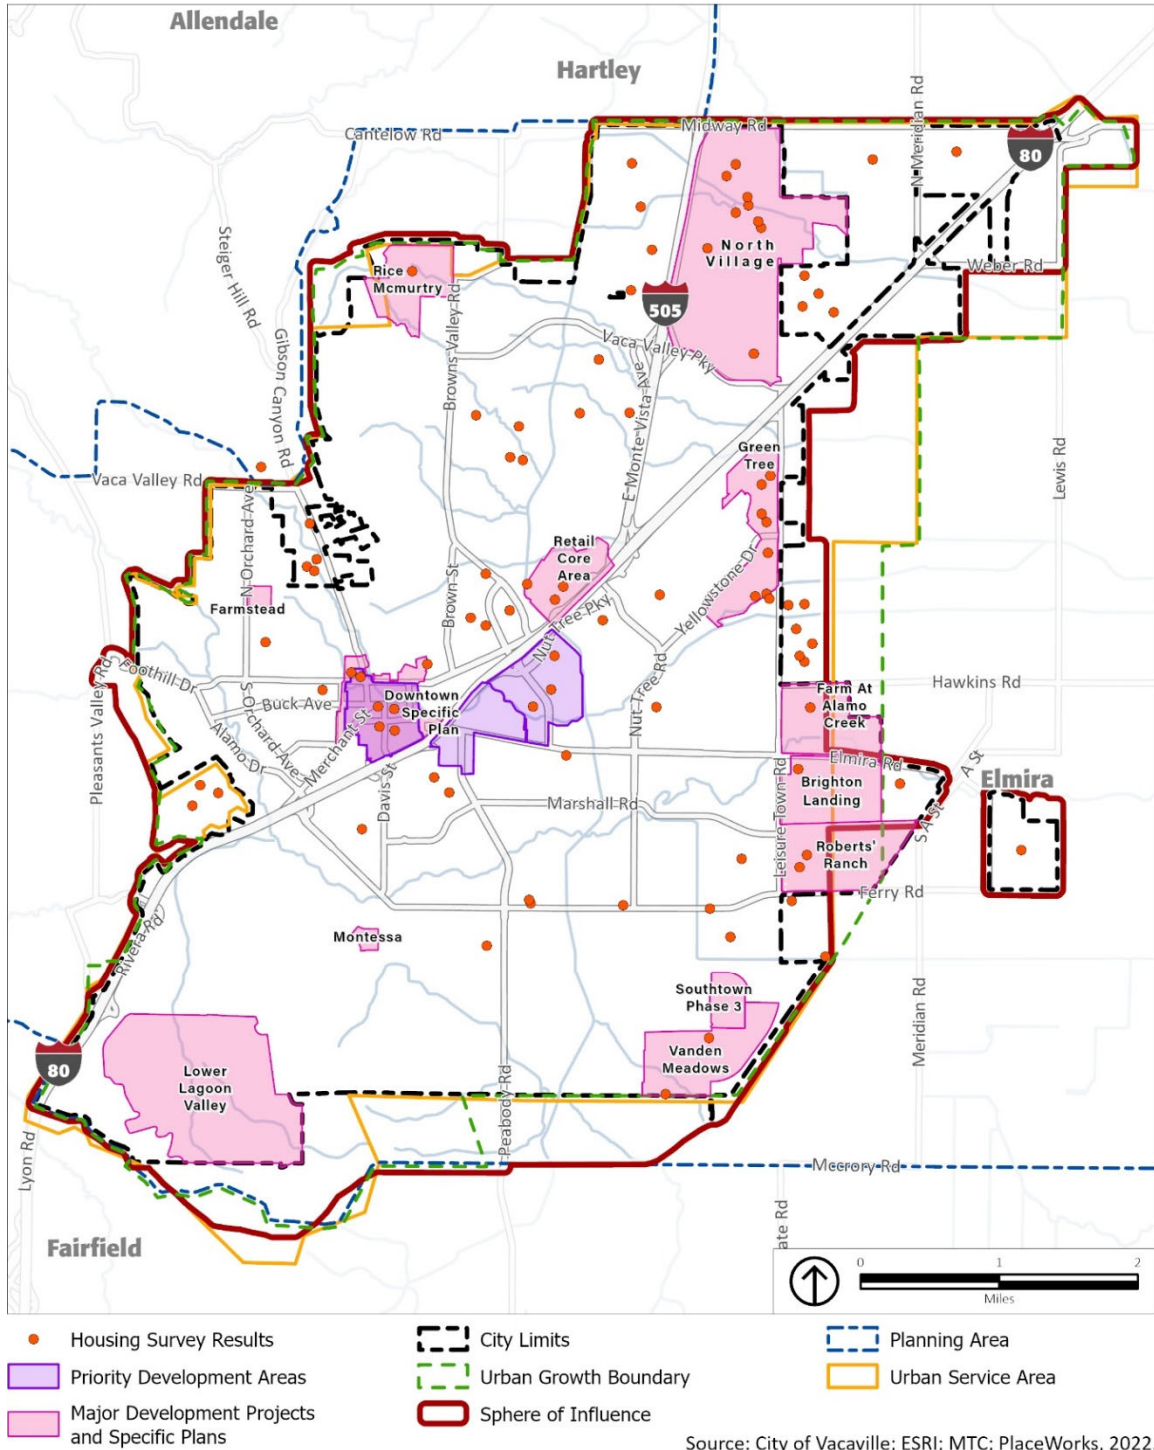 Allendale
Hartley
Midway Rd
Cantelow Rd
N Meridian Rd
80
Steiger Hill Rd
Rice
Mcmurtry
North
Village
Weber Rd
505
Gibson Canyon Rd
Browns Valley Rd
Vaca Valley Pky
E Monte Vista Ave
Green
Tree
Lewis Rd
Vaca Valley Rd
N Orchard Ave
Retail
Core
Area
Yellowstone Dr
Farmstead
Brown St
Nut Tree Pky
Pleasants Valley Rd
Foothill Dr
Buck Ave
S Orchard Ave
Alamo Dr
Merchant St
Downtown
Specific
Plan
Nut Tree Rd
Farm At
Alamo
Creek
Hawkins Rd
Elmira Rd
A St
Elmira
Davis St
Marshall Rd
Leisure Town Rd
Brighton
Landing
S A St
Roberts'
Ranch
Ferry Rd
Rivera Rd
Montessa
Southtown
Phase 3
Meridian Rd
Vanden
Meadows
80
Lower
Lagoon
Valley
Peabody Rd
Lyon Rd
Mccrory Rd
ate Rd
Fairfield
0 1 2
Miles
Housing Survey Results
City Limits
Planning Area
Priority Development Areas
Urban Growth Boundary
Urban Service Area
Major Development Projects
and Specific Plans
Sphere of Influence
Source: City of Vacaville; ESRI; MTC; PlaceWorks, 2022